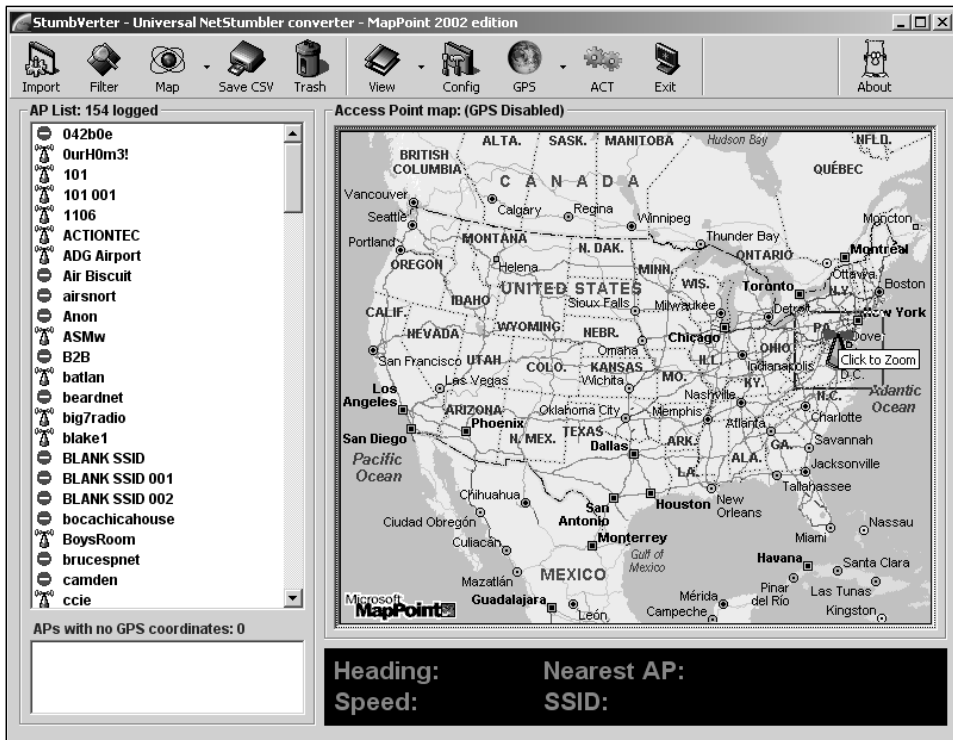 StumbVerter - Universal NetStumbler converter - MapPoint 2002 edition
Import Filter Map Save CSV Trash View Config GPS ACT Exit About
AP List: 154 logged
042b0e
0urH0m3!
101
101 001
1106
ACTIONTEC
ADG Airport
Air Biscuit
airsnort
Anon
ASMw
B2B
batlan
beardnet
big7radio
blake1
BLANK SSID
BLANK SSID 001
BLANK SSID 002
bocachicahouse
BoysRoom
brucespnet
camden
ccie
APs with no GPS coordinates: 0
Access Point map: (GPS Disabled)
ALTA. SASK. MANITOBA Hudson Bay NFLD.
BRITISH
COLUMBIA
QUÉBEC
CANADA
Vancouver
Calgary Regina
Winnipeg
Seattle
Moncton
Thunder Bay
Portland
MONTANA
N. DAK.
ONTARIO
Montréal
OREGON
Helena
MINN.
Ottawa
UNITED STATES
WIS.
Toronto
N.Y.
Boston
IDAHO
Sioux Falls
Milwaukee
Detroit
CALIF.
New York
NEVADA
WYOMING
NEBR.
Chicago
OHIO
PA.
Dove
San Francisco
UTAH
Omaha
Indianapolis
Click to Zoom
COLO.
KANSAS
D.C.
Las Vegas
Wichita
MO.
KY.
Los
Angeles
Nashville
N.C.
Atlantic
Ocean
ARIZONA
Phoenix
Oklahoma City
Memphis
Atlanta
Charlotte
San Diego
N. MEX.
TEXAS
Dallas
ARK.
GA.
Savannah
Pacific
Ocean
LA.
ALA.
Jacksonville
Tallahassee
Chihuahua
San
Antonio
Houston
New
Orleans
Ciudad Obregón
Miami
Nassau
Culiacán
Monterrey
Gulf of
Mexico
Havana
Santa Clara
Mazatlán
MEXICO
Pinar
del Río
Las Tunas
Guadalajara
León
Mérida
Campeche
Kingston
Microsoft
MapPoint
Heading: Nearest AP:
Speed: SSID: